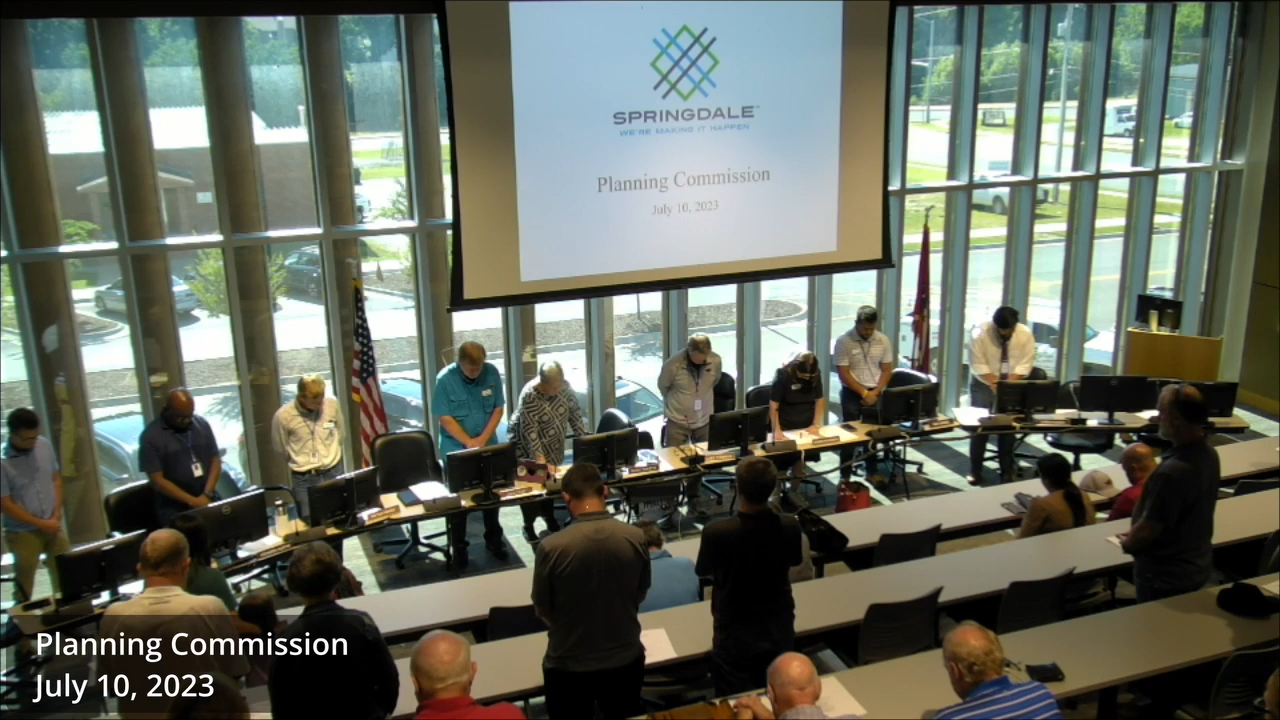 SPRINGDALE
WE'RE MAKING IT HAPPEN
Planning Commission
July 10, 2023
Planning Commission
July 10, 2023